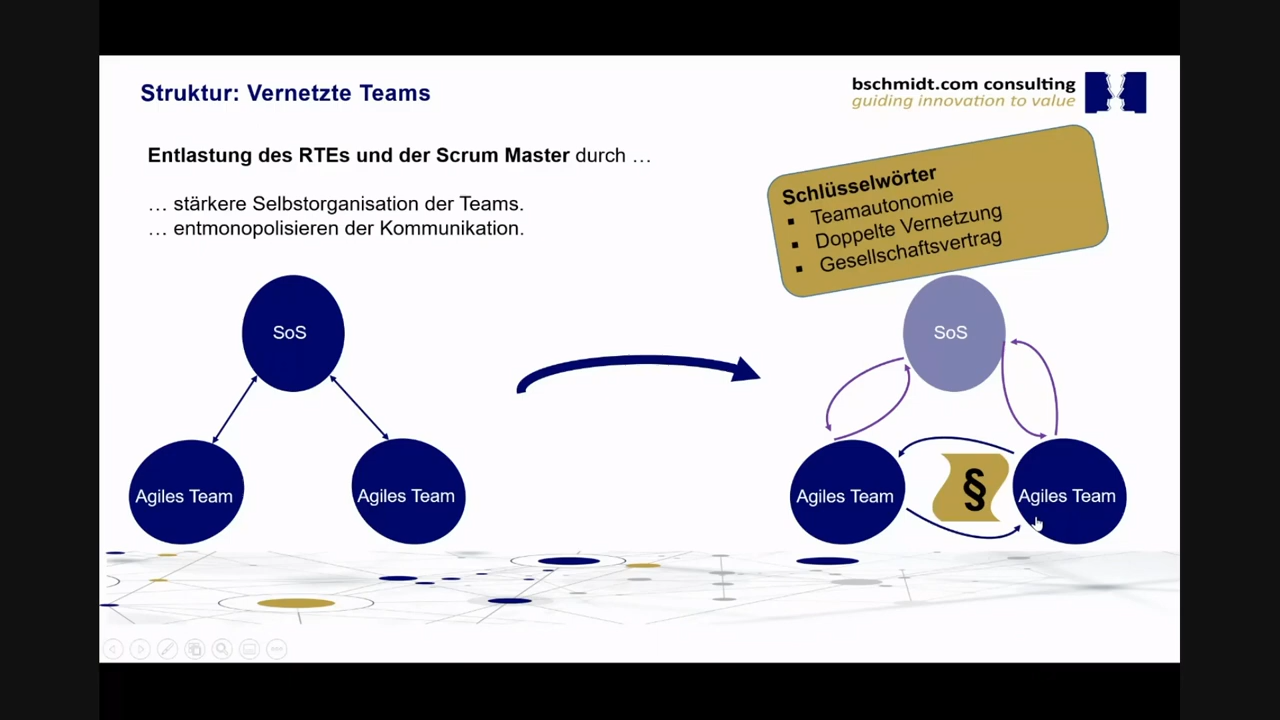 Struktur: Vernetzte Teams
bschmidt.com consulting
guiding innovation to value
Entlastung des RTEs und der Scrum Master durch …
… stärkere Selbstorganisation der Teams.
… entmonopolisieren der Kommunikation.
Schlüsselwörter
▪ Teamautonomie
▪ Doppelte Vernetzung
▪ Gesellschaftsvertrag
SoS
SoS
Agiles Team
Agiles Team
Agiles Team
§
Agiles Team